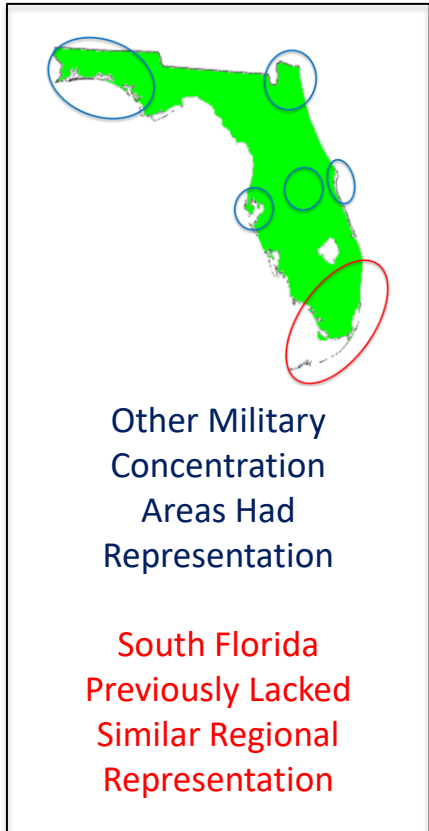 Other Military
Concentration
Areas Had
Representation
South Florida
Previously Lacked
Similar Regional
Representation